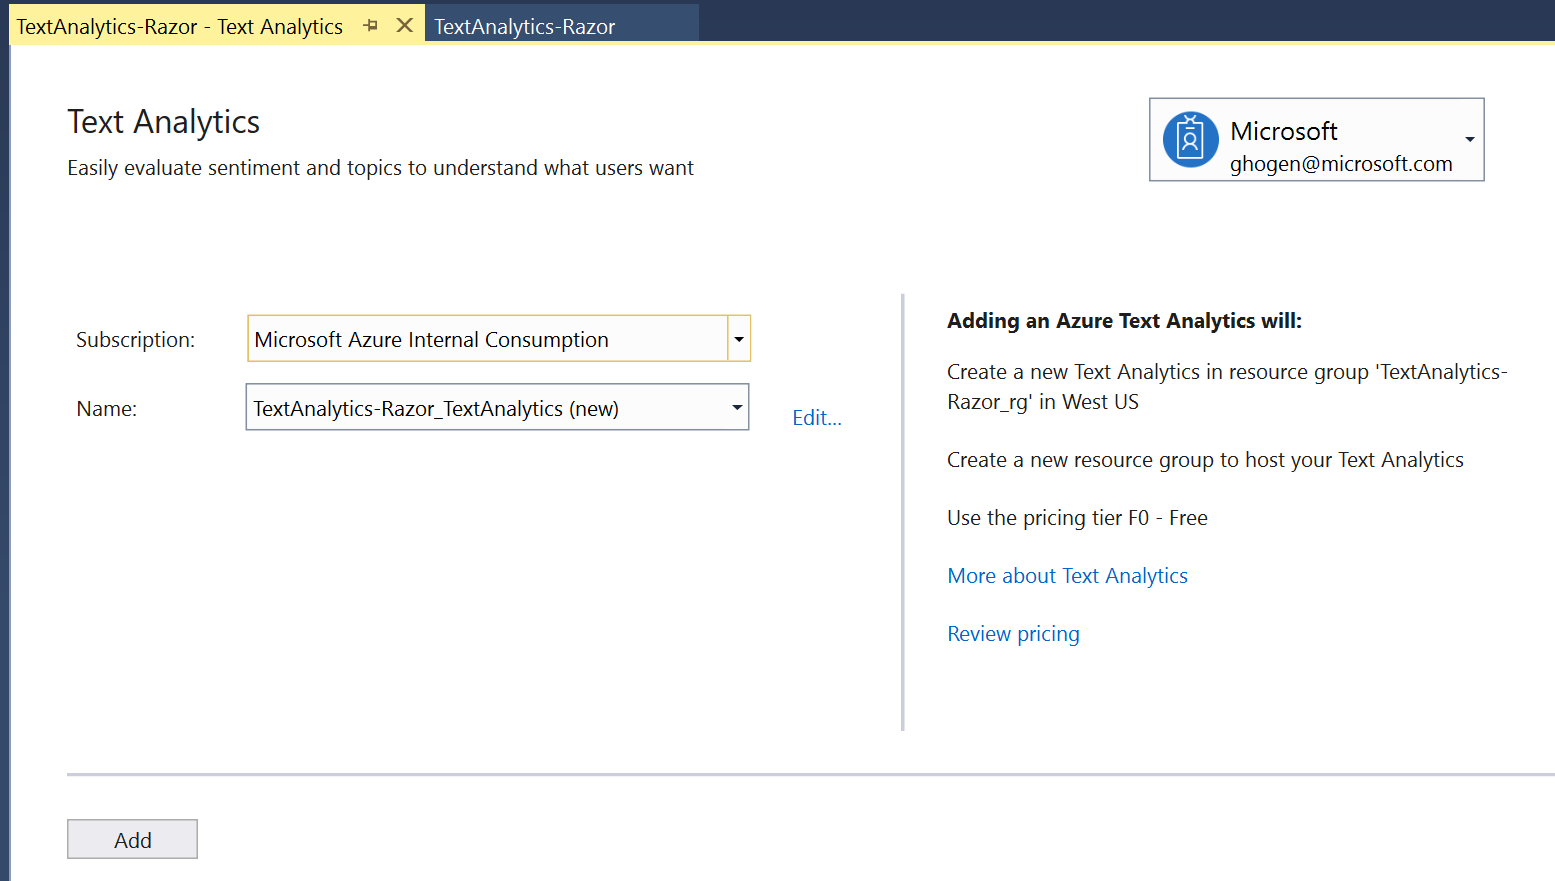 TextAnalytics-Razor - Text Analytics
TextAnalytics-Razor
Text Analytics
Easily evaluate sentiment and topics to understand what users want
Microsoft
ghogen@microsoft.com
Subscription:
Microsoft Azure Internal Consumption
Name:
TextAnalytics-Razor_TextAnalytics (new)
Edit...
Adding an Azure Text Analytics will:
Create a new Text Analytics in resource group 'TextAnalytics-
Razor_rg' in West US
Create a new resource group to host your Text Analytics
Use the pricing tier F0 - Free
More about Text Analytics
Review pricing
Add